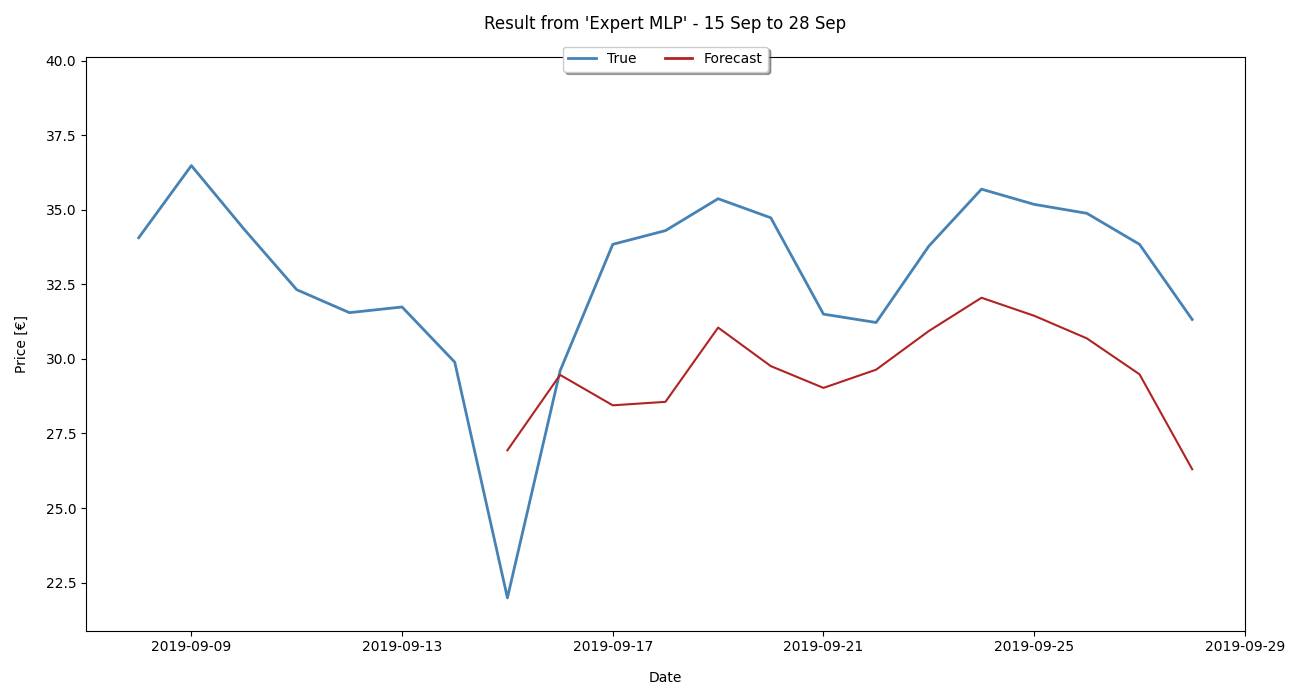 Result from 'Expert MLP' - 15 Sep to 28 Sep
True Forecast
40.0
37.5
35.0
32.5
30.0
27.5
25.0
22.5
Price [€]
2019-09-09 2019-09-13 2019-09-17 2019-09-21 2019-09-25 2019-09-29
Date